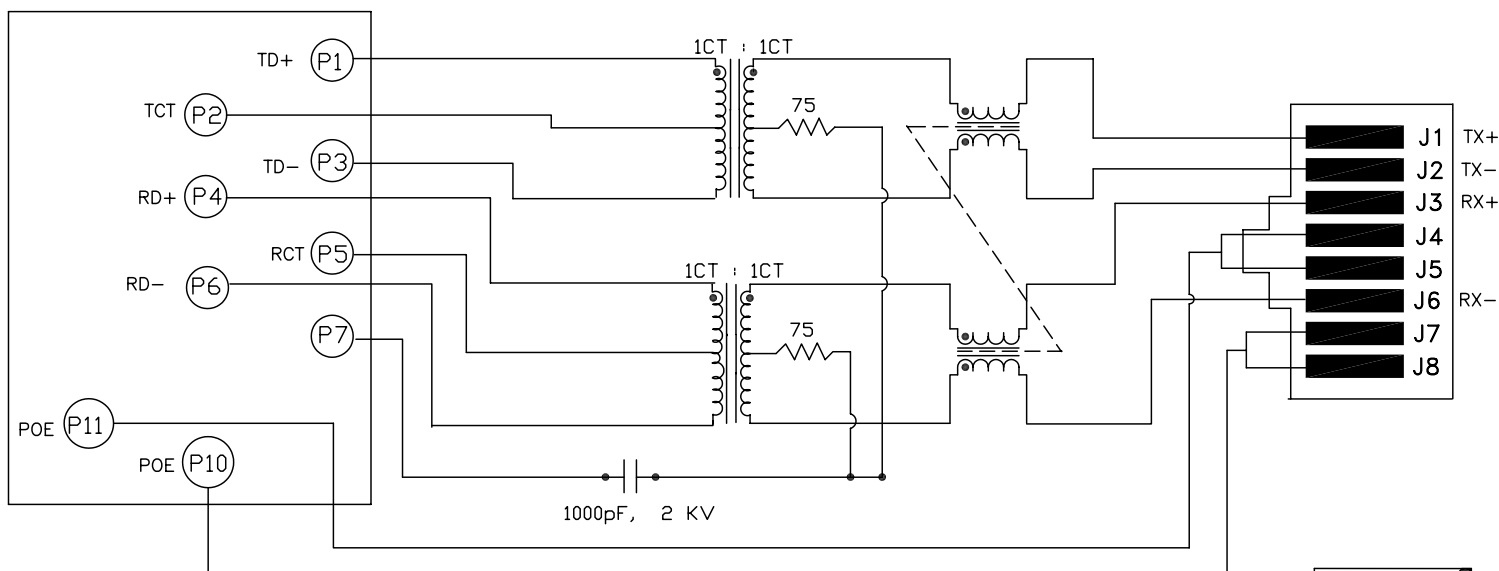 1CT : 1CT
TD+ P1
75
TCT P2
J1 TX+
TD- P3
J2 TX-
RD+ P4
J3 RX+
J4
RCT P5
1CT : 1CT
J5
RD- P6
J6 RX-
P7
75
J7
J8
POE P11
POE P10
1000pF, 2 KV